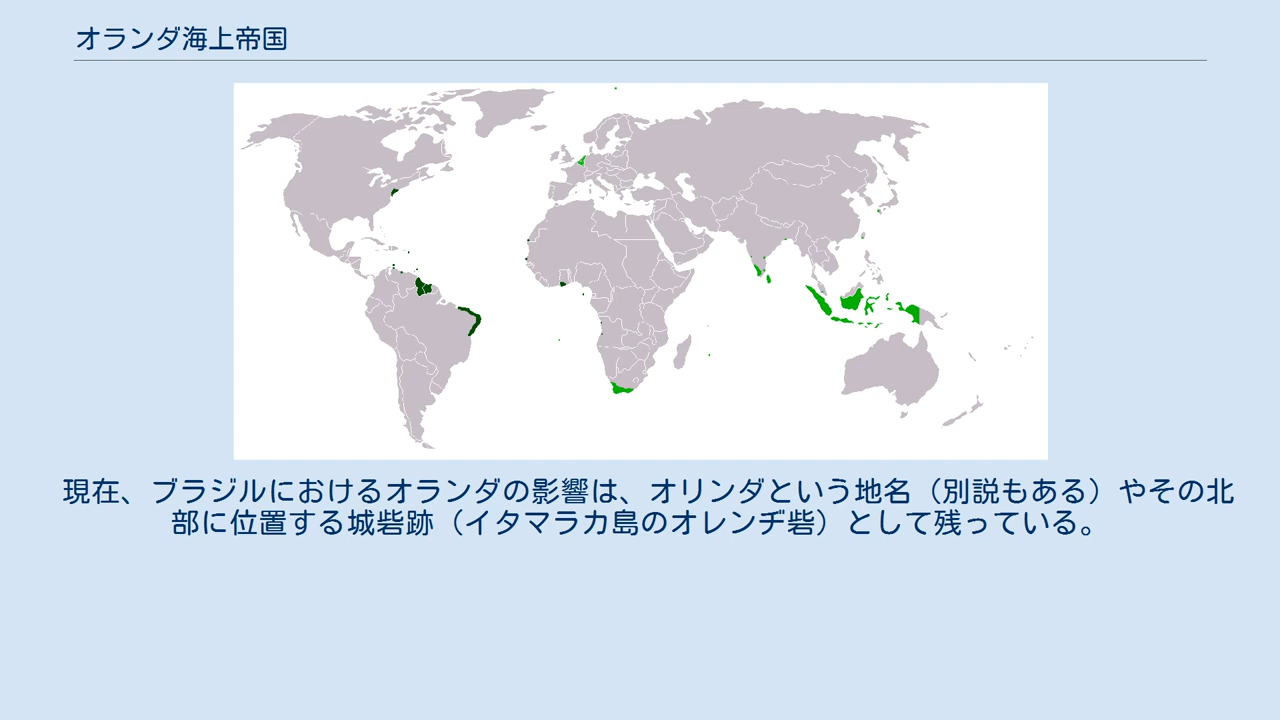 オランダ海上帝国
現在、ブラジルにおけるオランダの影響は、オリンダという地名（別説もある）やその北
部に位置する城砦跡（イタマラカ島のオレンヂ砦）として残っている。